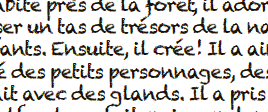 bite près de la forêt, il ador
ser un tas de trésors de la na
ants. Ensuite, il crée! Il a ai
é des petits personnages, des
ait avec des glands. Il a pris